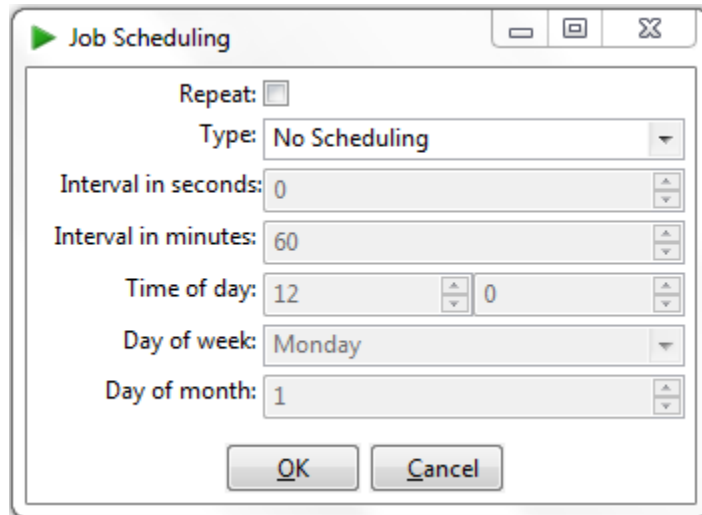 Job Scheduling
Repeat:
Type: No Scheduling
Interval in seconds: 0
Interval in minutes: 60
Time of day: 12 0
Day of week: Monday
Day of month: 1
OK Cancel